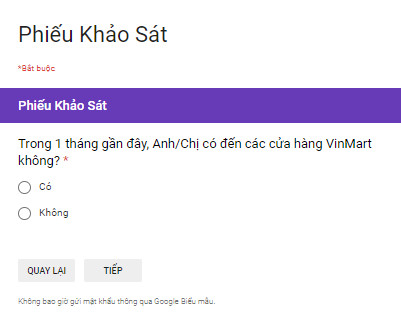 Phiếu Khảo Sát
*Bắt buộc
Phiếu Khảo Sát
Trong 1 tháng gần đây, Anh/Chị có đến các cửa hàng VinMart
không? *
Có
Không
QUAY LẠI TIẾP
Không bao giờ gửi mật khẩu thông qua Google Biểu mẫu.